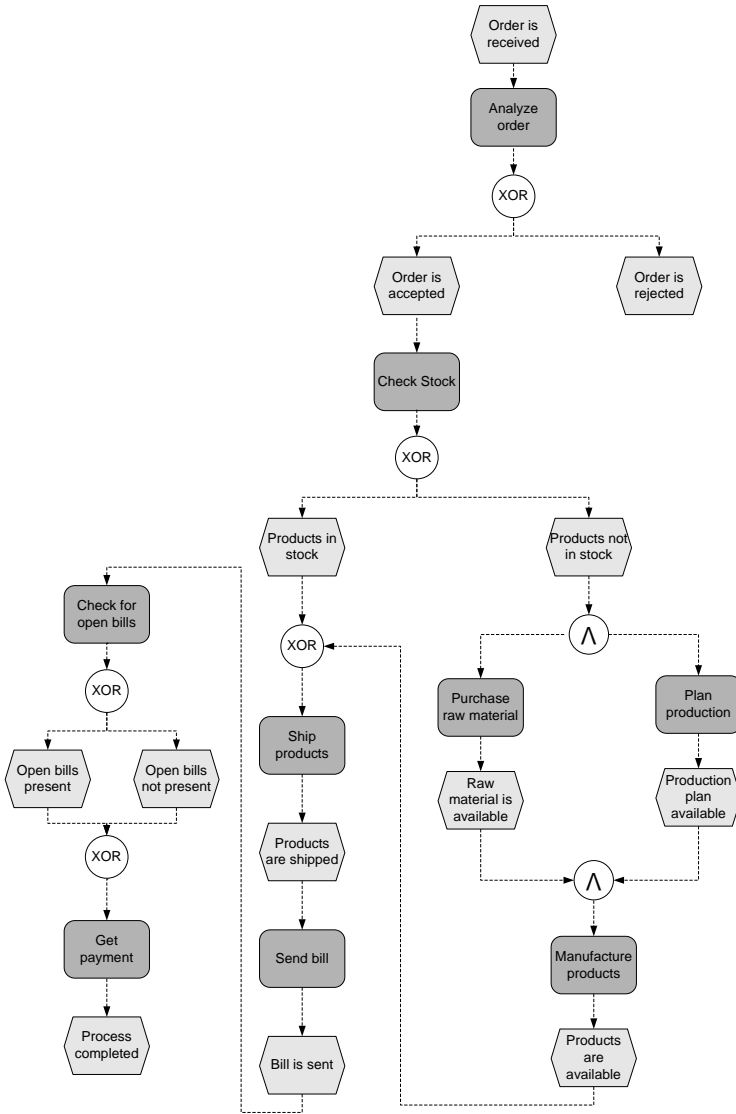 Order is
received
Analyze
order
XOR
Order is
accepted
Order is
rejected
Check Stock
XOR
Products in
stock
Products not
in stock
Check for
open bills
XOR
Λ
XOR
Purchase
raw material
Plan
production
Ship
products
Open bills
present
Open bills
not present
Raw
material is
available
Production
plan
available
XOR
Products
are shipped
Λ
Get
payment
Send bill
Manufacture
products
Process
completed
Bill is sent
Products
are
available